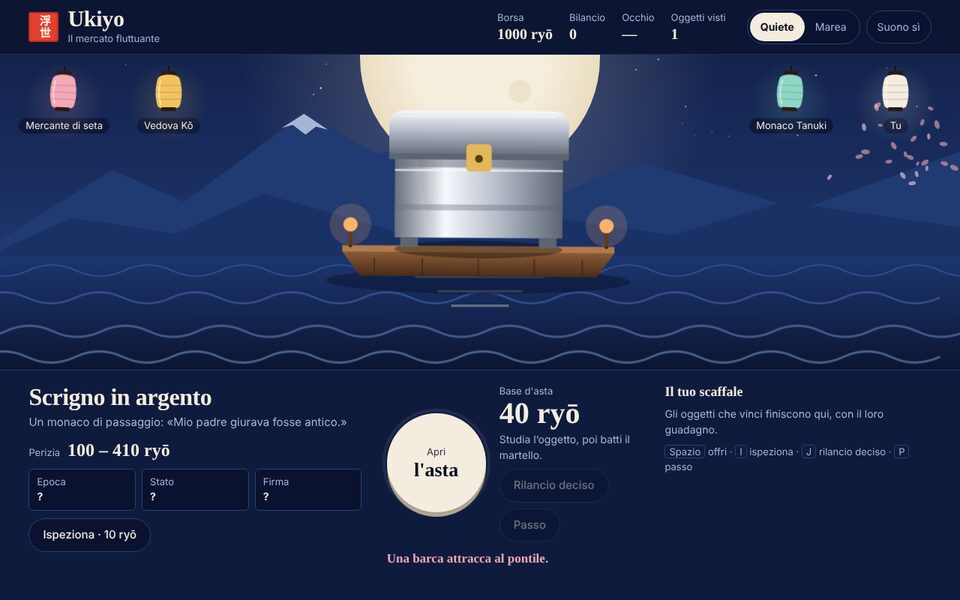 浮世
Ukiyo
Il mercato fluttuante
Borsa
1000 ryō
Bilancio
0
Occhio
—
Oggetti visti
1
Quiete
Marea
Suono sì
Mercante di seta
Vedova Kō
Monaco Tanuki
Tu
Scrigno in argento
Un monaco di passaggio: «Mio padre giurava fosse antico.»
Perizia 100 – 410 ryō
Epoca
?
Stato
?
Firma
?
Ispeziona · 10 ryō
Apri
l'asta
Base d'asta
40 ryō
Studia l'oggetto, poi batti il
martello.
Rilancio deciso
Passo
Una barca attracca al pontile.
Il tuo scaffale
Gli oggetti che vinci finiscono qui, con il loro
guadagno.
Spazio offri · I ispeziona · J rilancio deciso · P
passo